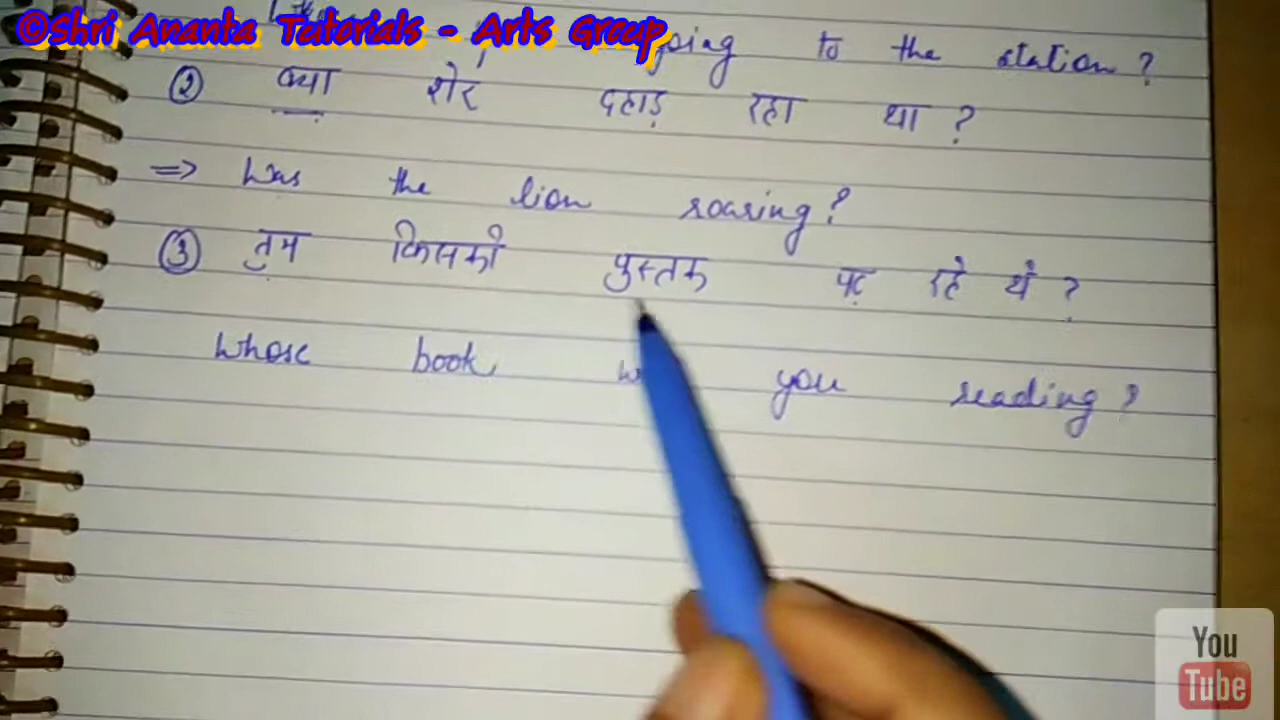 ©Shri Ananta Tutorials - Arts Group
going to the station?
② क्या शेर दहाड़ रहा था ?
⇒ Was the lion roaring?
③ तुम किसकी पुस्तक पढ़ रहे थे ?
Whose book you reading?
You
Tube